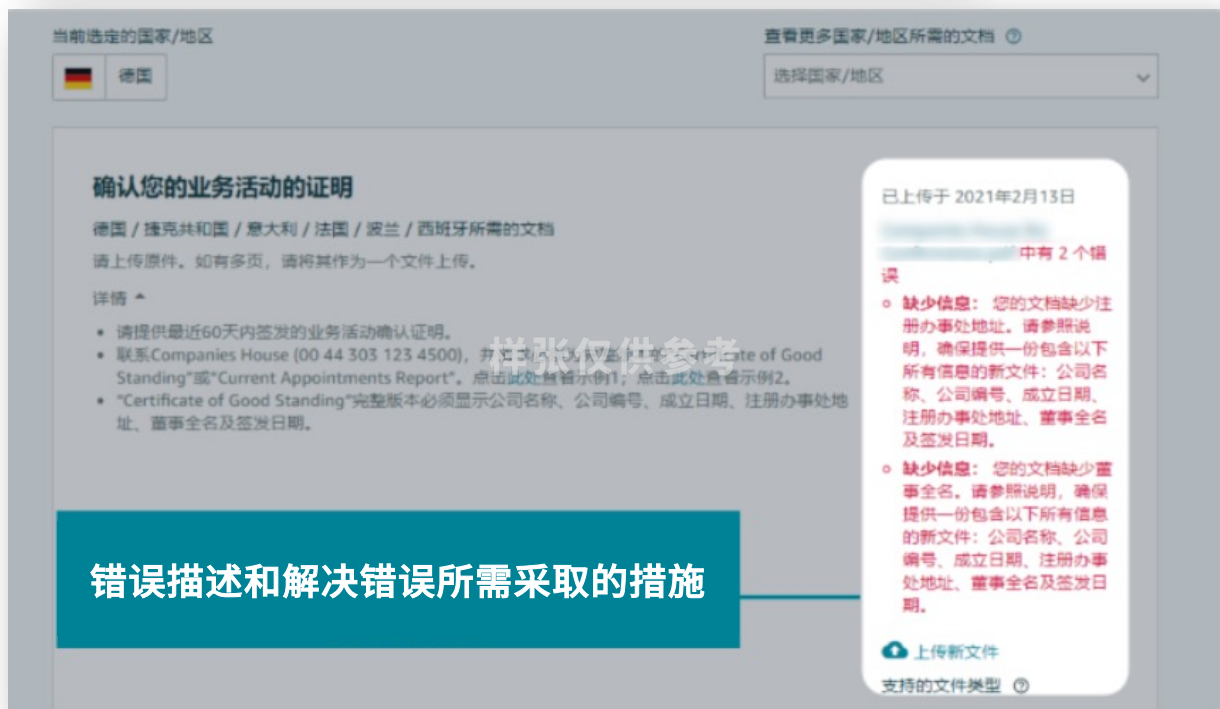 当前选定的国家/地区
查看更多国家/地区所需的文档
德国
选择国家/地区
确认您的业务活动的证明
德国 / 捷克共和国 / 意大利 / 法国 / 波兰 / 西班牙所需的文档
请上传原件。如有多页，请将其作为一个文件上传。
详情
• 请提供最近60天内签发的业务活动确认证明。
• 联系Companies House (00 44 303 123 4500)，并 of Good
Standing"或"Current Appointments Report"。点击此处查看示例1；点击此处查看示例2。
• "Certificate of Good Standing"完整版本必须显示公司名称、公司编号、成立日期、注册办事处地
址、董事全名及签发日期。
样张仅供参考
错误描述和解决错误所需采取的措施
已上传于 2021年2月13日
中有 2 个错
误
缺少信息： 您的文档缺少注
册办事处地址。请参照说
明，确保提供一份包含以下
所有信息的新文件：公司名
称、公司编号、成立日期、
注册办事处地址、董事全名
及签发日期。
缺少信息： 您的文档缺少董
事全名。请参照说明，确保
提供一份包含以下所有信息
的新文件：公司名称、公司
编号、成立日期、注册办事
处地址、董事全名及签发日
期。
上传新文件
支持的文件类型